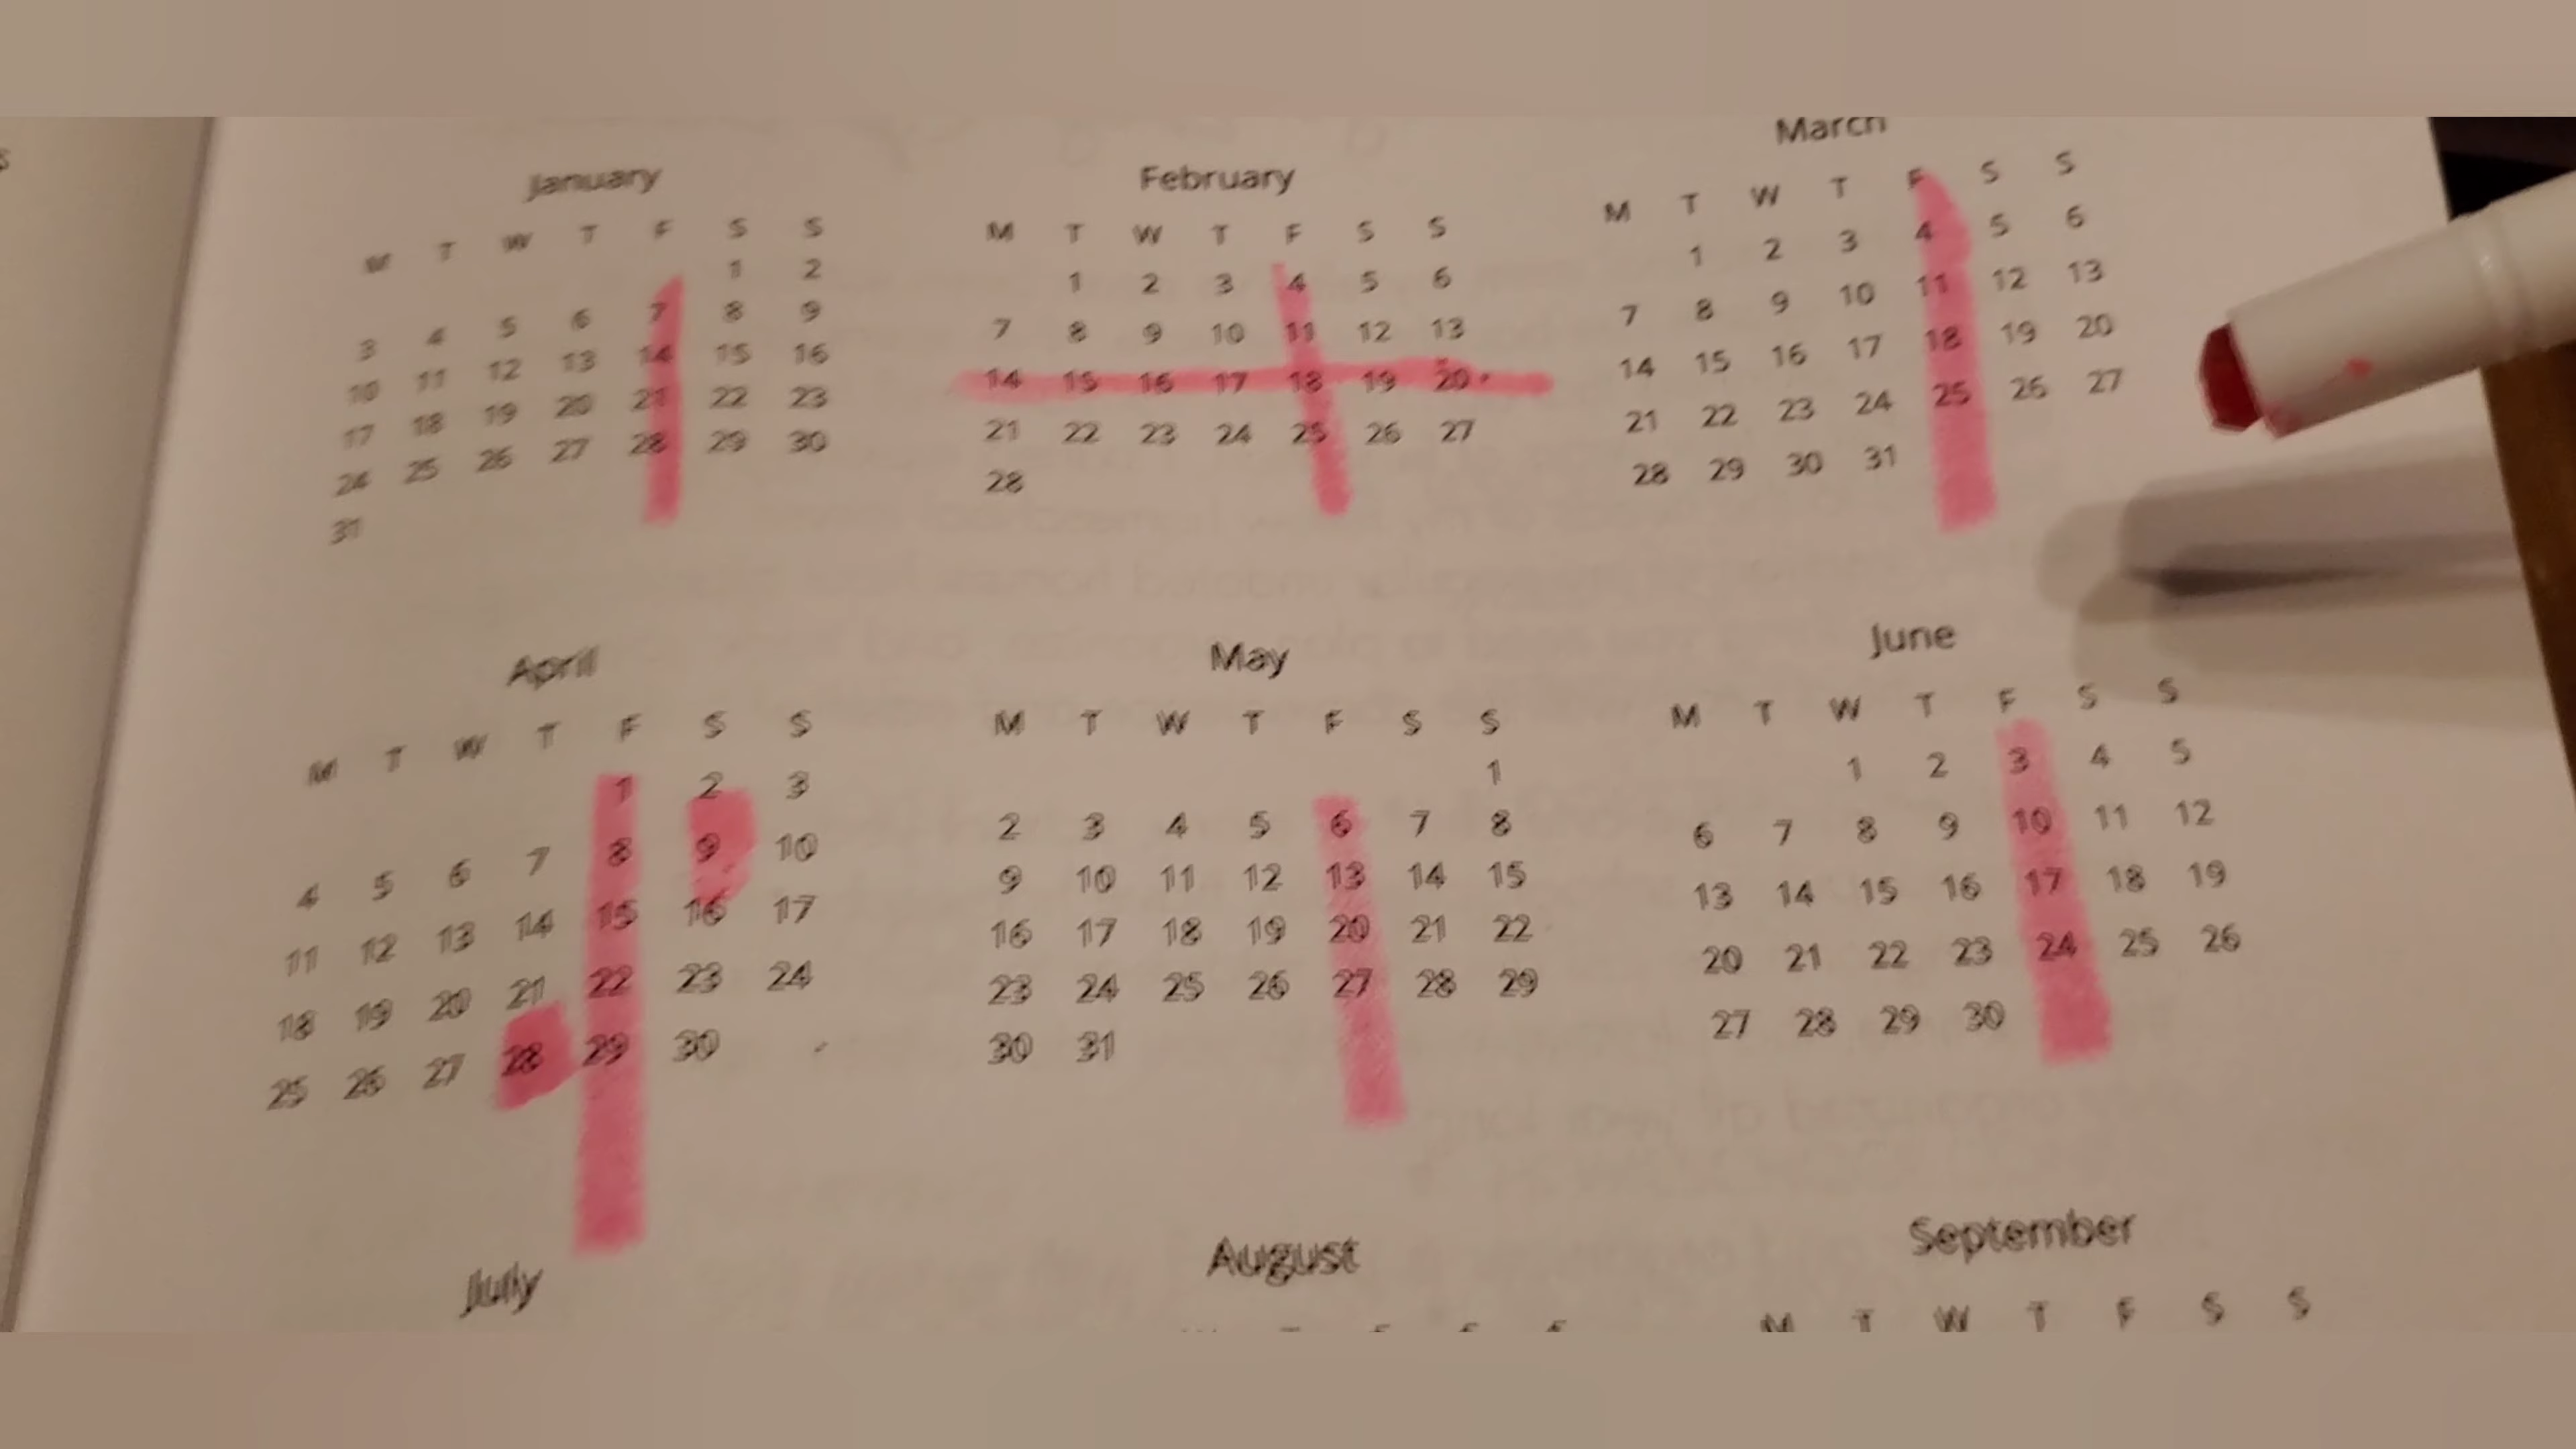 January
M T W T F S S
1 2
3 4 5 6 7 8 9
10 11 12 13 14 15 16
17 18 19 20 21 22 23
24 25 26 27 28 29 30
31
February
M T W T F S S
1 2 3 4 5 6
7 8 9 10 11 12 13
14 15 16 17 18 19 20
21 22 23 24 25 26 27
28
March
M T W T F S S
1 2 3 4 5 6
7 8 9 10 11 12 13
14 15 16 17 18 19 20
21 22 23 24 25 26 27
28 29 30 31
April
M T W T F S S
1 2 3
4 5 6 7 8 9 10
11 12 13 14 15 16 17
18 19 20 21 22 23 24
25 26 27 28 29 30
May
M T W T F S S
1
2 3 4 5 6 7 8
9 10 11 12 13 14 15
16 17 18 19 20 21 22
23 24 25 26 27 28 29
30 31
June
M T W T F S S
1 2 3 4 5
6 7 8 9 10 11 12
13 14 15 16 17 18 19
20 21 22 23 24 25 26
27 28 29 30
July
August
September
M T W T F S S